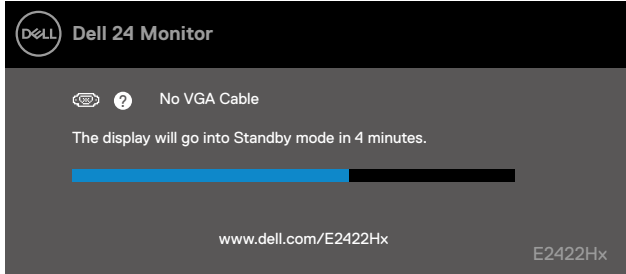 DELL Dell 24 Monitor
? No VGA Cable
The display will go into Standby mode in 4 minutes.
www.dell.com/E2422Hx
E2422Hx